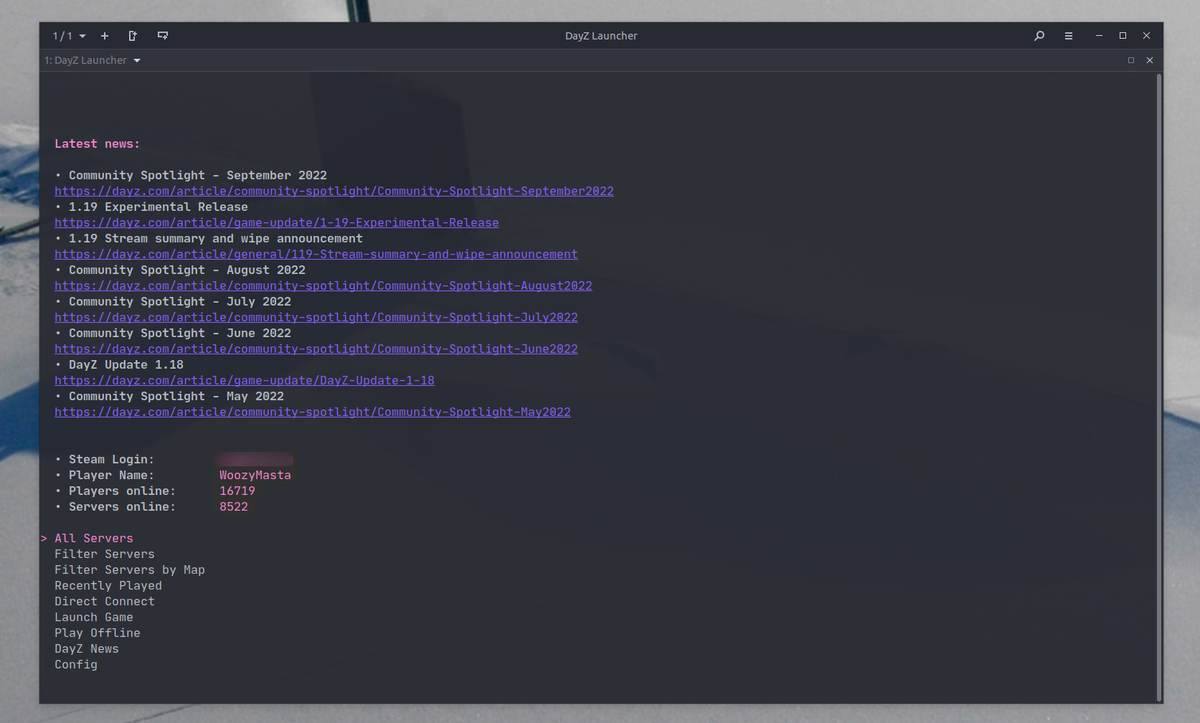 1 / 1
DayZ Launcher
1: DayZ Launcher
Latest news:
• Community Spotlight - September 2022
https://dayz.com/article/community-spotlight/Community-Spotlight-September2022
• 1.19 Experimental Release
https://dayz.com/article/game-update/1-19-Experimental-Release
• 1.19 Stream summary and wipe announcement
https://dayz.com/article/general/119-Stream-summary-and-wipe-announcement
• Community Spotlight - August 2022
https://dayz.com/article/community-spotlight/Community-Spotlight-August2022
• Community Spotlight - July 2022
https://dayz.com/article/community-spotlight/Community-Spotlight-July2022
• Community Spotlight - June 2022
https://dayz.com/article/community-spotlight/Community-Spotlight-June2022
• DayZ Update 1.18
https://dayz.com/article/game-update/DayZ-Update-1-18
• Community Spotlight - May 2022
https://dayz.com/article/community-spotlight/Community-Spotlight-May2022
• Steam Login:
• Player Name: WoozyMasta
• Players online: 16719
• Servers online: 8522
> All Servers
Filter Servers
Filter Servers by Map
Recently Played
Direct Connect
Launch Game
Play Offline
DayZ News
Config